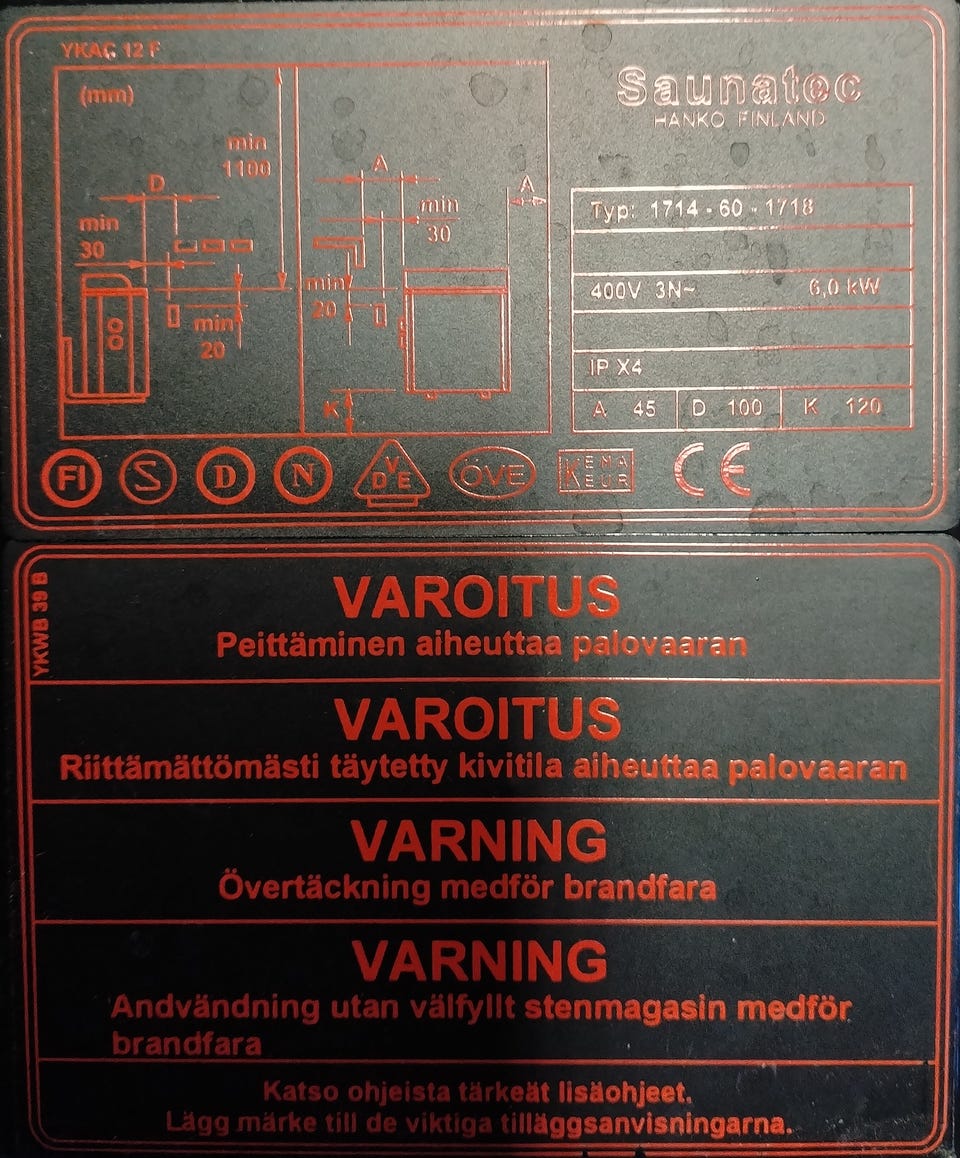 YKAC 12 F
(mm)
min
1100
D
min
30
min
20
A
A
min
30
min
20
K
Saunatec
HANKO FINLAND
Typ: 1714 - 60 - 1718
400V 3N~ 6,0 kW
IP X4
A 45 D 100 K 120
FI S D N VDE ÖVE KEMA EUR CE
YKWB 39 B
VAROITUS
Peittäminen aiheuttaa palovaaran
VAROITUS
Riittämättömästi täytetty kivitila aiheuttaa palovaaran
VARNING
Övertäckning medför brandfara
VARNING
Andvändning utan välfyllt stenmagasin medför
brandfara
Katso ohjeista tärkeät lisäohjeet.
Lägg märke till de viktiga tilläggsanvisningarna.